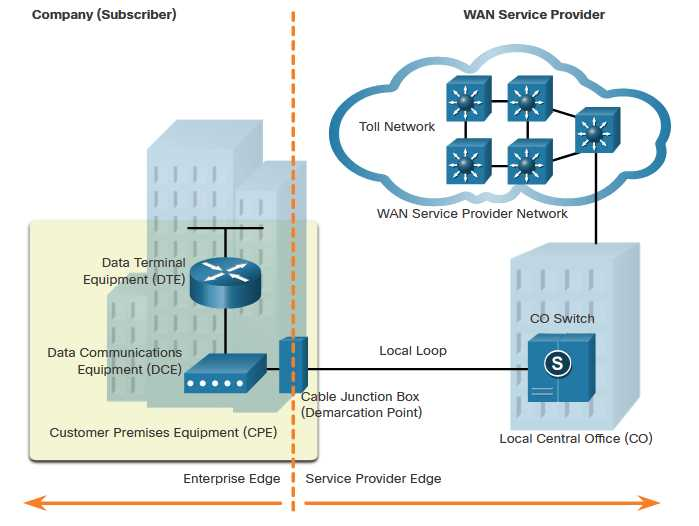 Company (Subscriber)
WAN Service Provider
Toll Network
WAN Service Provider Network
Data Terminal
Equipment (DTE)
CO Switch
Data Communications
Equipment (DCE)
Local Loop
S
Cable Junction Box
(Demarcation Point)
Customer Premises Equipment (CPE)
Local Central Office (CO)
Enterprise Edge
Service Provider Edge